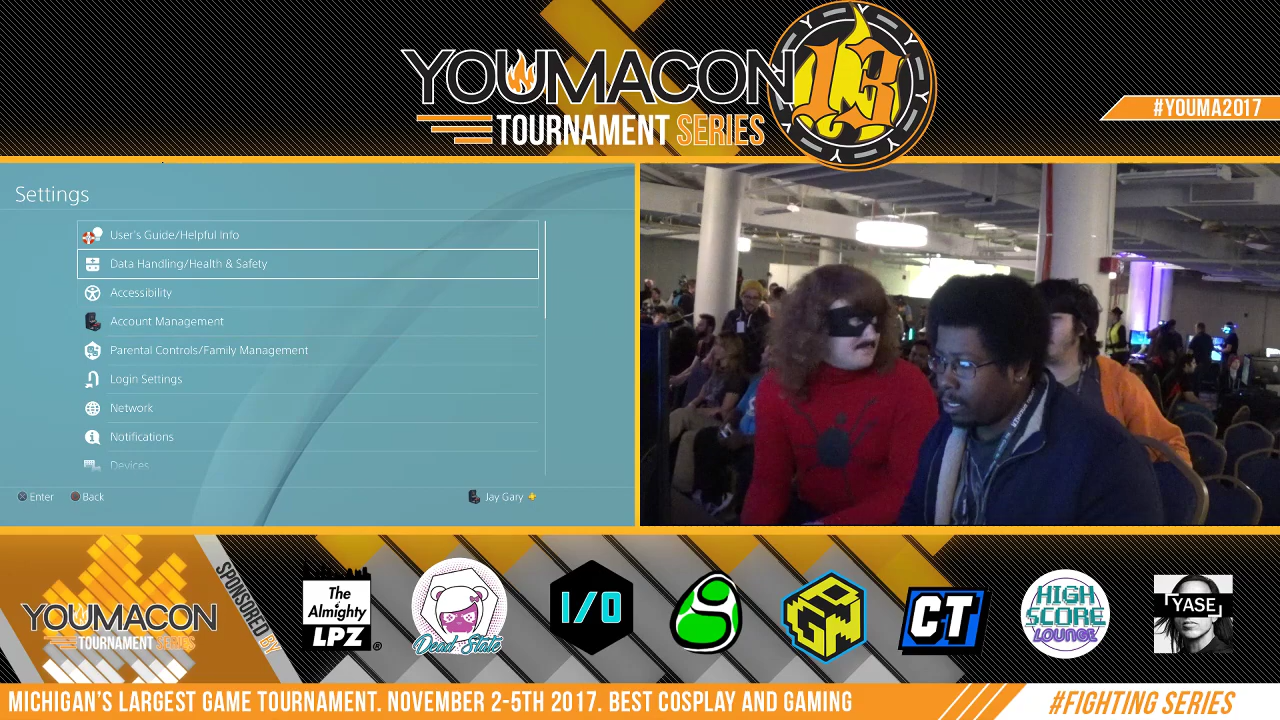 YOUMACON
13
TOURNAMENT SERIES
#YOUMA2017
Settings
User's Guide/Helpful Info
Data Handling/Health & Safety
Accessibility
Account Management
Parental Controls/Family Management
Login Settings
Network
Notifications
Devices
Enter
Back
Jay Gary
YOUMACON
TOURNAMENT SERIES
SPONSORED BY
The
Almighty
LPZ
®
Dead State
I/O
S
CT
HIGH
SCORE
LOUNGE
YASE
MICHIGAN'S LARGEST GAME TOURNAMENT. NOVEMBER 2-5TH 2017. BEST COSPLAY AND GAMING
#FIGHTING SERIES